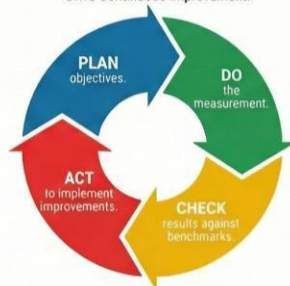 PLAN
objectives.
DO
the
measurement.
CHECK
results against
benchmarks.
ACT
to implement
improvements.